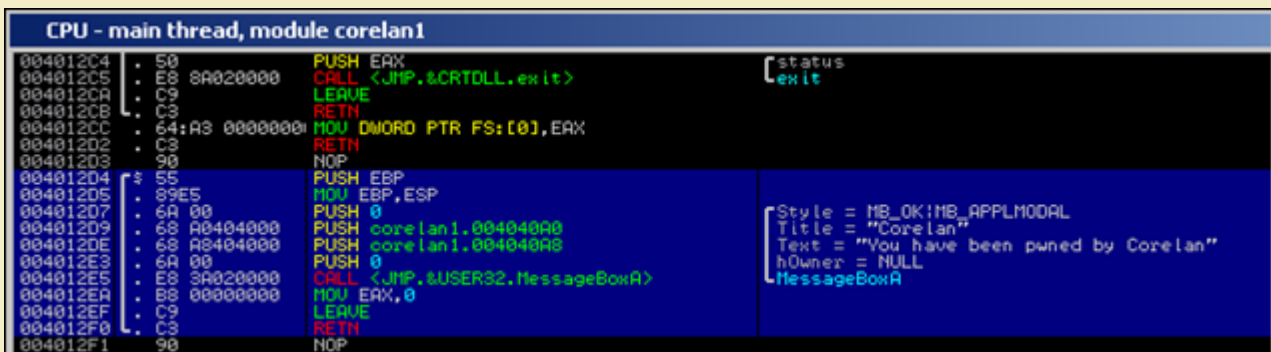 CPU - main thread, module corelan1
004012C4 . 50 PUSH EAX status
004012C5 . E8 8A020000 CALL <JMP.&CRTDLL.exit> exit
004012CA . C9 LEAVE
004012CB . C3 RETN
004012CC . 64:A3 0000000 MOV DWORD PTR FS:[0],EAX
004012D2 . C3 RETN
004012D3 90 NOP
004012D4 $ 55 PUSH EBP
004012D5 . 89E5 MOV EBP,ESP
004012D7 . 6A 00 PUSH 0 Style = MB_OK|MB_APPLMODAL
004012D9 . 68 A0404000 PUSH corelan1.004040A0 Title = "Corelan"
004012DE . 68 A8404000 PUSH corelan1.004040A8 Text = "You have been pwned by Corelan"
004012E3 . 6A 00 PUSH 0 hOwner = NULL
004012E5 . E8 3A020000 CALL <JMP.&USER32.MessageBoxA> MessageBoxA
004012EA . B8 00000000 MOV EAX,0
004012EF . C9 LEAVE
004012F0 . C3 RETN
004012F1 90 NOP